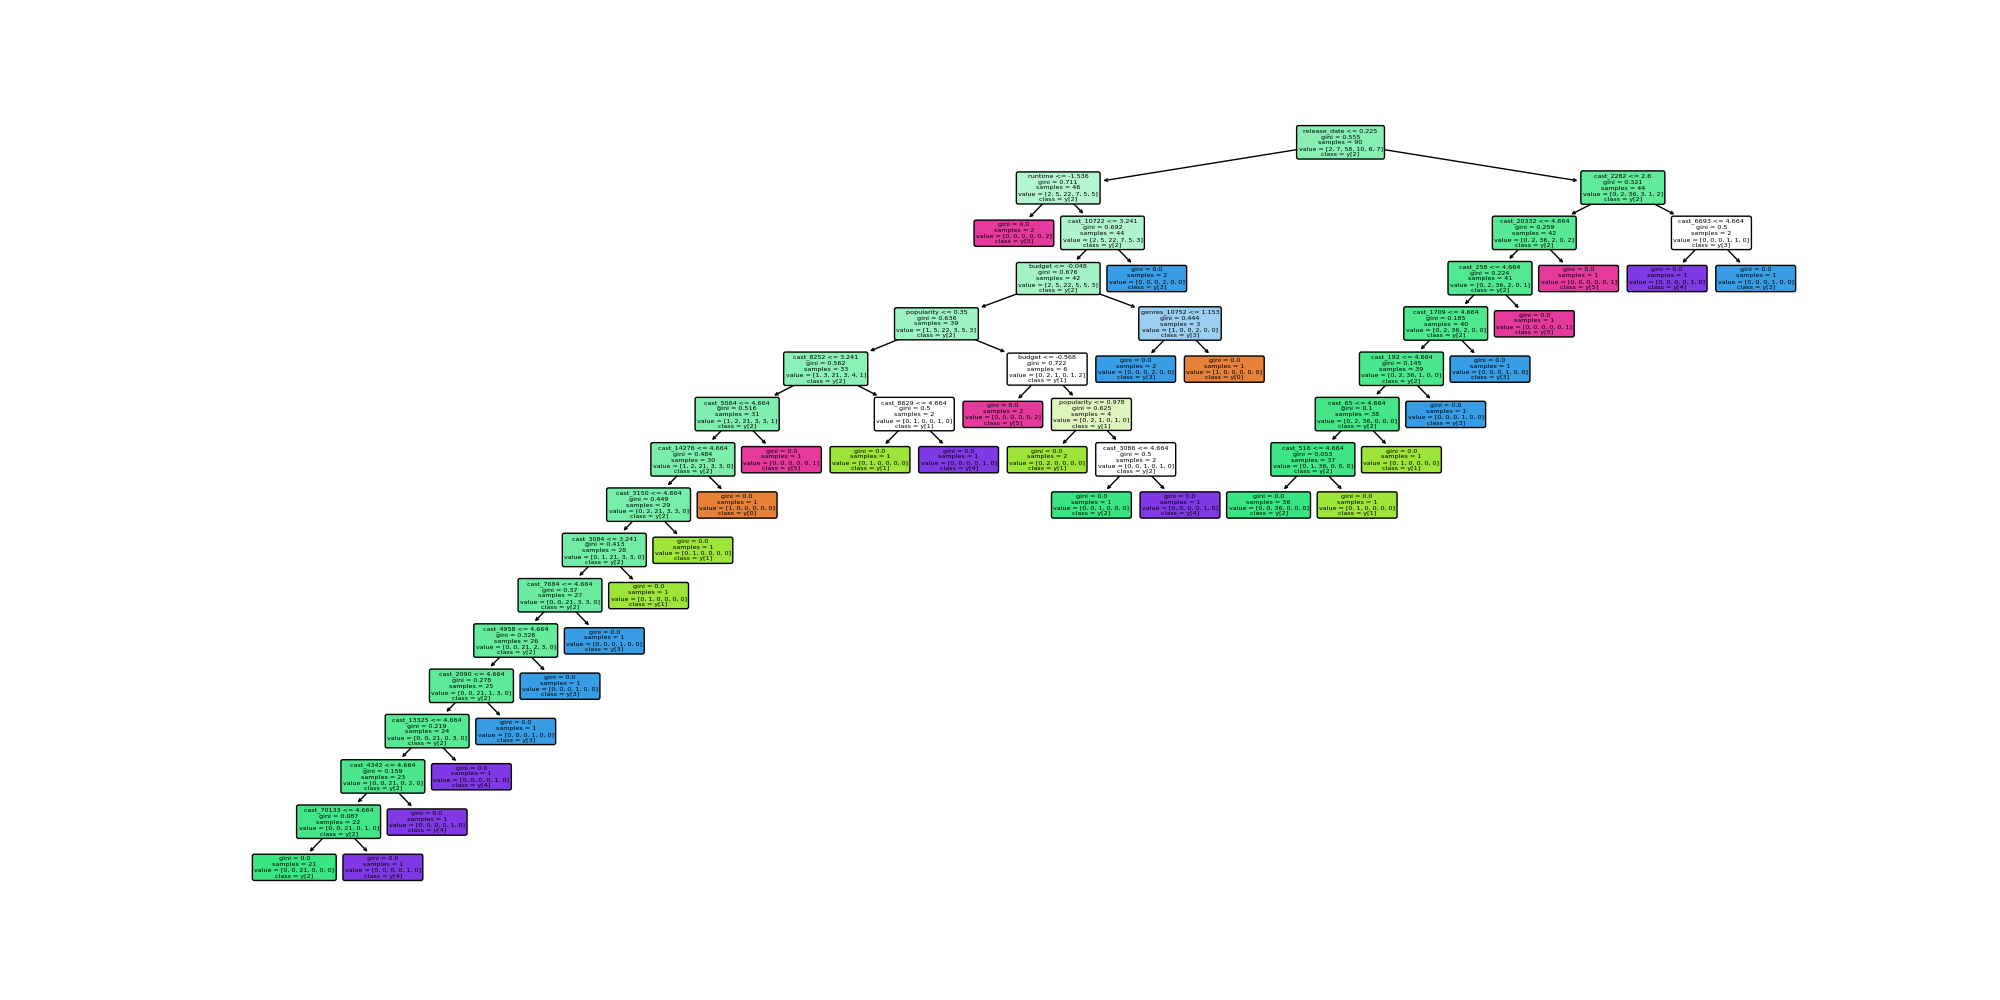 release_date <= 0.225
gini = 0.555
samples = 90
value = [2, 7, 58, 10, 6, 7]
class = y[2]
runtime <= -1.536
gini = 0.711
samples = 46
value = [2, 5, 22, 7, 5, 5]
class = y[2]
cast_2282 <= 2.6
gini = 0.321
samples = 44
value = [0, 2, 36, 3, 1, 2]
class = y[2]
gini = 0.0
samples = 2
value = [0, 0, 0, 0, 0, 2]
class = y[5]
cast_10722 <= 3.241
gini = 0.692
samples = 44
value = [2, 5, 22, 7, 5, 3]
class = y[2]
cast_20332 <= 4.664
gini = 0.259
samples = 42
value = [0, 2, 36, 2, 0, 2]
class = y[2]
cast_6693 <= 4.664
gini = 0.5
samples = 2
value = [0, 0, 0, 1, 1, 0]
class = y[3]
budget <= -0.048
gini = 0.676
samples = 42
value = [2, 5, 22, 5, 5, 3]
class = y[2]
gini = 0.0
samples = 2
value = [0, 0, 0, 2, 0, 0]
class = y[3]
cast_258 <= 4.664
gini = 0.224
samples = 41
value = [0, 2, 36, 2, 0, 1]
class = y[2]
gini = 0.0
samples = 1
value = [0, 0, 0, 0, 0, 1]
class = y[5]
gini = 0.0
samples = 1
value = [0, 0, 0, 0, 1, 0]
class = y[4]
gini = 0.0
samples = 1
value = [0, 0, 0, 1, 0, 0]
class = y[3]
popularity <= 0.35
gini = 0.636
samples = 39
value = [1, 5, 22, 3, 5, 3]
class = y[2]
genres_10752 <= 1.153
gini = 0.444
samples = 3
value = [1, 0, 0, 2, 0, 0]
class = y[3]
cast_1709 <= 4.664
gini = 0.185
samples = 40
value = [0, 2, 36, 2, 0, 0]
class = y[2]
gini = 0.0
samples = 1
value = [0, 0, 0, 0, 0, 1]
class = y[5]
cast_8252 <= 3.241
gini = 0.562
samples = 33
value = [1, 3, 21, 3, 4, 1]
class = y[2]
budget <= -0.568
gini = 0.722
samples = 6
value = [0, 2, 1, 0, 1, 2]
class = y[1]
gini = 0.0
samples = 2
value = [0, 0, 0, 2, 0, 0]
class = y[3]
gini = 0.0
samples = 1
value = [1, 0, 0, 0, 0, 0]
class = y[0]
cast_192 <= 4.664
gini = 0.145
samples = 39
value = [0, 2, 36, 1, 0, 0]
class = y[2]
gini = 0.0
samples = 1
value = [0, 0, 0, 1, 0, 0]
class = y[3]
cast_5064 <= 4.664
gini = 0.516
samples = 31
value = [1, 2, 21, 3, 3, 1]
class = y[2]
cast_8629 <= 4.664
gini = 0.5
samples = 2
value = [0, 1, 0, 0, 1, 0]
class = y[1]
gini = 0.0
samples = 2
value = [0, 0, 0, 0, 0, 2]
class = y[5]
popularity <= 0.978
gini = 0.625
samples = 4
value = [0, 2, 1, 0, 1, 0]
class = y[1]
cast_65 <= 4.664
gini = 0.1
samples = 38
value = [0, 2, 36, 0, 0, 0]
class = y[2]
gini = 0.0
samples = 1
value = [0, 0, 0, 1, 0, 0]
class = y[3]
cast_14276 <= 4.664
gini = 0.484
samples = 30
value = [1, 2, 21, 3, 3, 0]
class = y[2]
gini = 0.0
samples = 1
value = [0, 0, 0, 0, 0, 1]
class = y[5]
gini = 0.0
samples = 1
value = [0, 1, 0, 0, 0, 0]
class = y[1]
gini = 0.0
samples = 1
value = [0, 0, 0, 0, 1, 0]
class = y[4]
gini = 0.0
samples = 2
value = [0, 2, 0, 0, 0, 0]
class = y[1]
cast_3086 <= 4.664
gini = 0.5
samples = 2
value = [0, 0, 1, 0, 1, 0]
class = y[2]
cast_516 <= 4.664
gini = 0.053
samples = 37
value = [0, 1, 36, 0, 0, 0]
class = y[2]
gini = 0.0
samples = 1
value = [0, 1, 0, 0, 0, 0]
class = y[1]
cast_3150 <= 4.664
gini = 0.449
samples = 29
value = [0, 2, 21, 3, 3, 0]
class = y[2]
gini = 0.0
samples = 1
value = [1, 0, 0, 0, 0, 0]
class = y[0]
gini = 0.0
samples = 1
value = [0, 0, 1, 0, 0, 0]
class = y[2]
gini = 0.0
samples = 1
value = [0, 0, 0, 0, 1, 0]
class = y[4]
gini = 0.0
samples = 36
value = [0, 0, 36, 0, 0, 0]
class = y[2]
gini = 0.0
samples = 1
value = [0, 1, 0, 0, 0, 0]
class = y[1]
cast_3084 <= 3.241
gini = 0.413
samples = 28
value = [0, 1, 21, 3, 3, 0]
class = y[2]
gini = 0.0
samples = 1
value = [0, 1, 0, 0, 0, 0]
class = y[1]
cast_7684 <= 4.664
gini = 0.37
samples = 27
value = [0, 0, 21, 3, 3, 0]
class = y[2]
gini = 0.0
samples = 1
value = [0, 1, 0, 0, 0, 0]
class = y[1]
cast_4958 <= 4.664
gini = 0.328
samples = 26
value = [0, 0, 21, 2, 3, 0]
class = y[2]
gini = 0.0
samples = 1
value = [0, 0, 0, 1, 0, 0]
class = y[3]
cast_2090 <= 4.664
gini = 0.278
samples = 25
value = [0, 0, 21, 1, 3, 0]
class = y[2]
gini = 0.0
samples = 1
value = [0, 0, 0, 1, 0, 0]
class = y[3]
cast_13325 <= 4.664
gini = 0.219
samples = 24
value = [0, 0, 21, 0, 3, 0]
class = y[2]
gini = 0.0
samples = 1
value = [0, 0, 0, 1, 0, 0]
class = y[3]
cast_4342 <= 4.664
gini = 0.159
samples = 23
value = [0, 0, 21, 0, 2, 0]
class = y[2]
gini = 0.0
samples = 1
value = [0, 0, 0, 0, 1, 0]
class = y[4]
cast_70133 <= 4.664
gini = 0.087
samples = 22
value = [0, 0, 21, 0, 1, 0]
class = y[2]
gini = 0.0
samples = 1
value = [0, 0, 0, 0, 1, 0]
class = y[4]
gini = 0.0
samples = 21
value = [0, 0, 21, 0, 0, 0]
class = y[2]
gini = 0.0
samples = 1
value = [0, 0, 0, 0, 1, 0]
class = y[4]